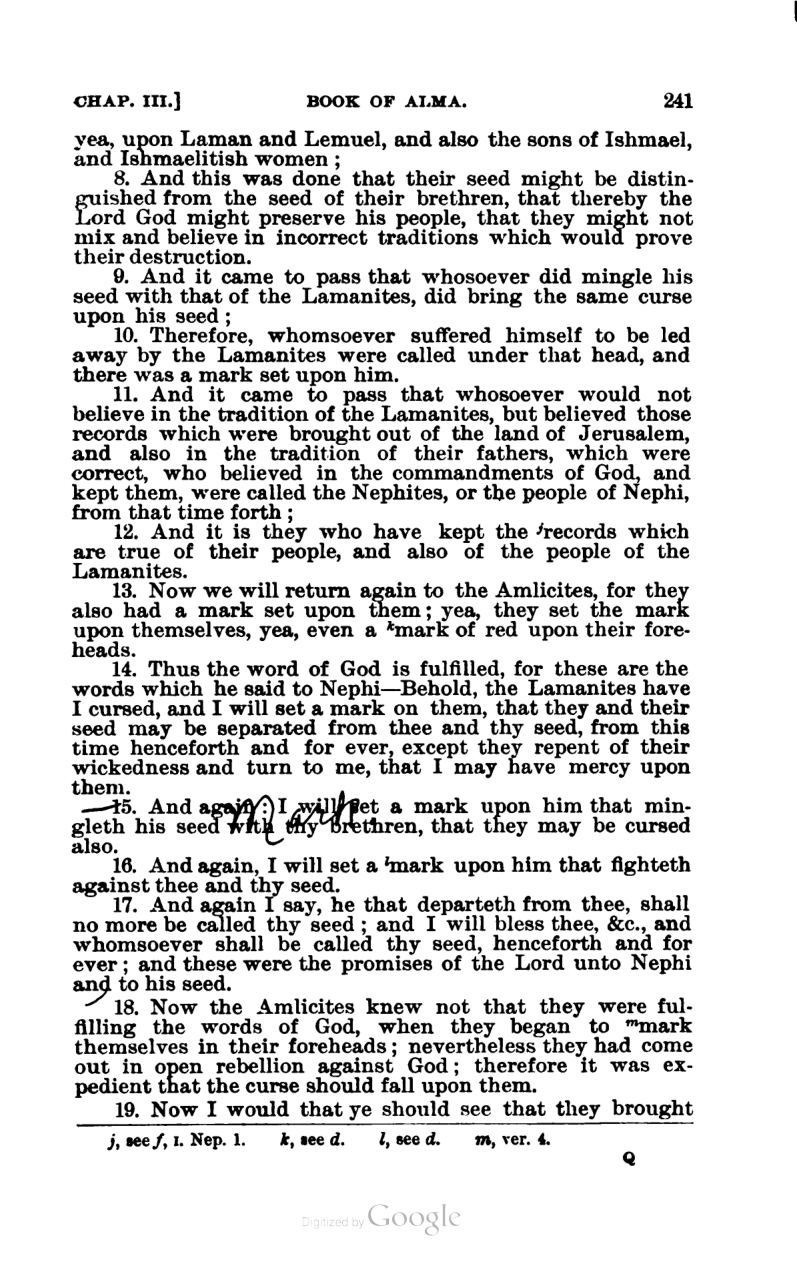 CHAP. III.] BOOK OF ALMA. 241
yea, upon Laman and Lemuel, and also the sons of Ishmael,
and Ishmaelitish women ;
8. And this was done that their seed might be distin-
guished from the seed of their brethren, that thereby the
Lord God might preserve his people, that they might not
mix and believe in incorrect traditions which would prove
their destruction.
9. And it came to pass that whosoever did mingle his
seed with that of the Lamanites, did bring the same curse
upon his seed ;
10. Therefore, whomsoever suffered himself to be led
away by the Lamanites were called under that head, and
there was a mark set upon him.
11. And it came to pass that whosoever would not
believe in the tradition of the Lamanites, but believed those
records which were brought out of the land of Jerusalem,
and also in the tradition of their fathers, which were
correct, who believed in the commandments of God, and
kept them, were called the Nephites, or the people of Nephi,
from that time forth ;
12. And it is they who have kept the jrecords which
are true of their people, and also of the people of the
Lamanites.
13. Now we will return again to the Amlicites, for they
also had a mark set upon them ; yea, they set the mark
upon themselves, yea, even a kmark of red upon their fore-
heads.
14. Thus the word of God is fulfilled, for these are the
words which he said to Nephi—Behold, the Lamanites have
I cursed, and I will set a mark on them, that they and their
seed may be separated from thee and thy seed, from this
time henceforth and for ever, except they repent of their
wickedness and turn to me, that I may have mercy upon
them.
15. And again : I will set a mark upon him that min-
gleth his seed with thy brethren, that they may be cursed
also.
16. And again, I will set a lmark upon him that fighteth
against thee and thy seed.
17. And again I say, he that departeth from thee, shall
no more be called thy seed ; and I will bless thee, &c., and
whomsoever shall be called thy seed, henceforth and for
ever ; and these were the promises of the Lord unto Nephi
and to his seed.
18. Now the Amlicites knew not that they were ful-
filling the words of God, when they began to mmark
themselves in their foreheads ; nevertheless they had come
out in open rebellion against God ; therefore it was ex-
pedient that the curse should fall upon them.
19. Now I would that ye should see that they brought
j, see f, I. Nep. 1. k, see d. l, see d. m, ver. 4.
Q
Digitized by Google